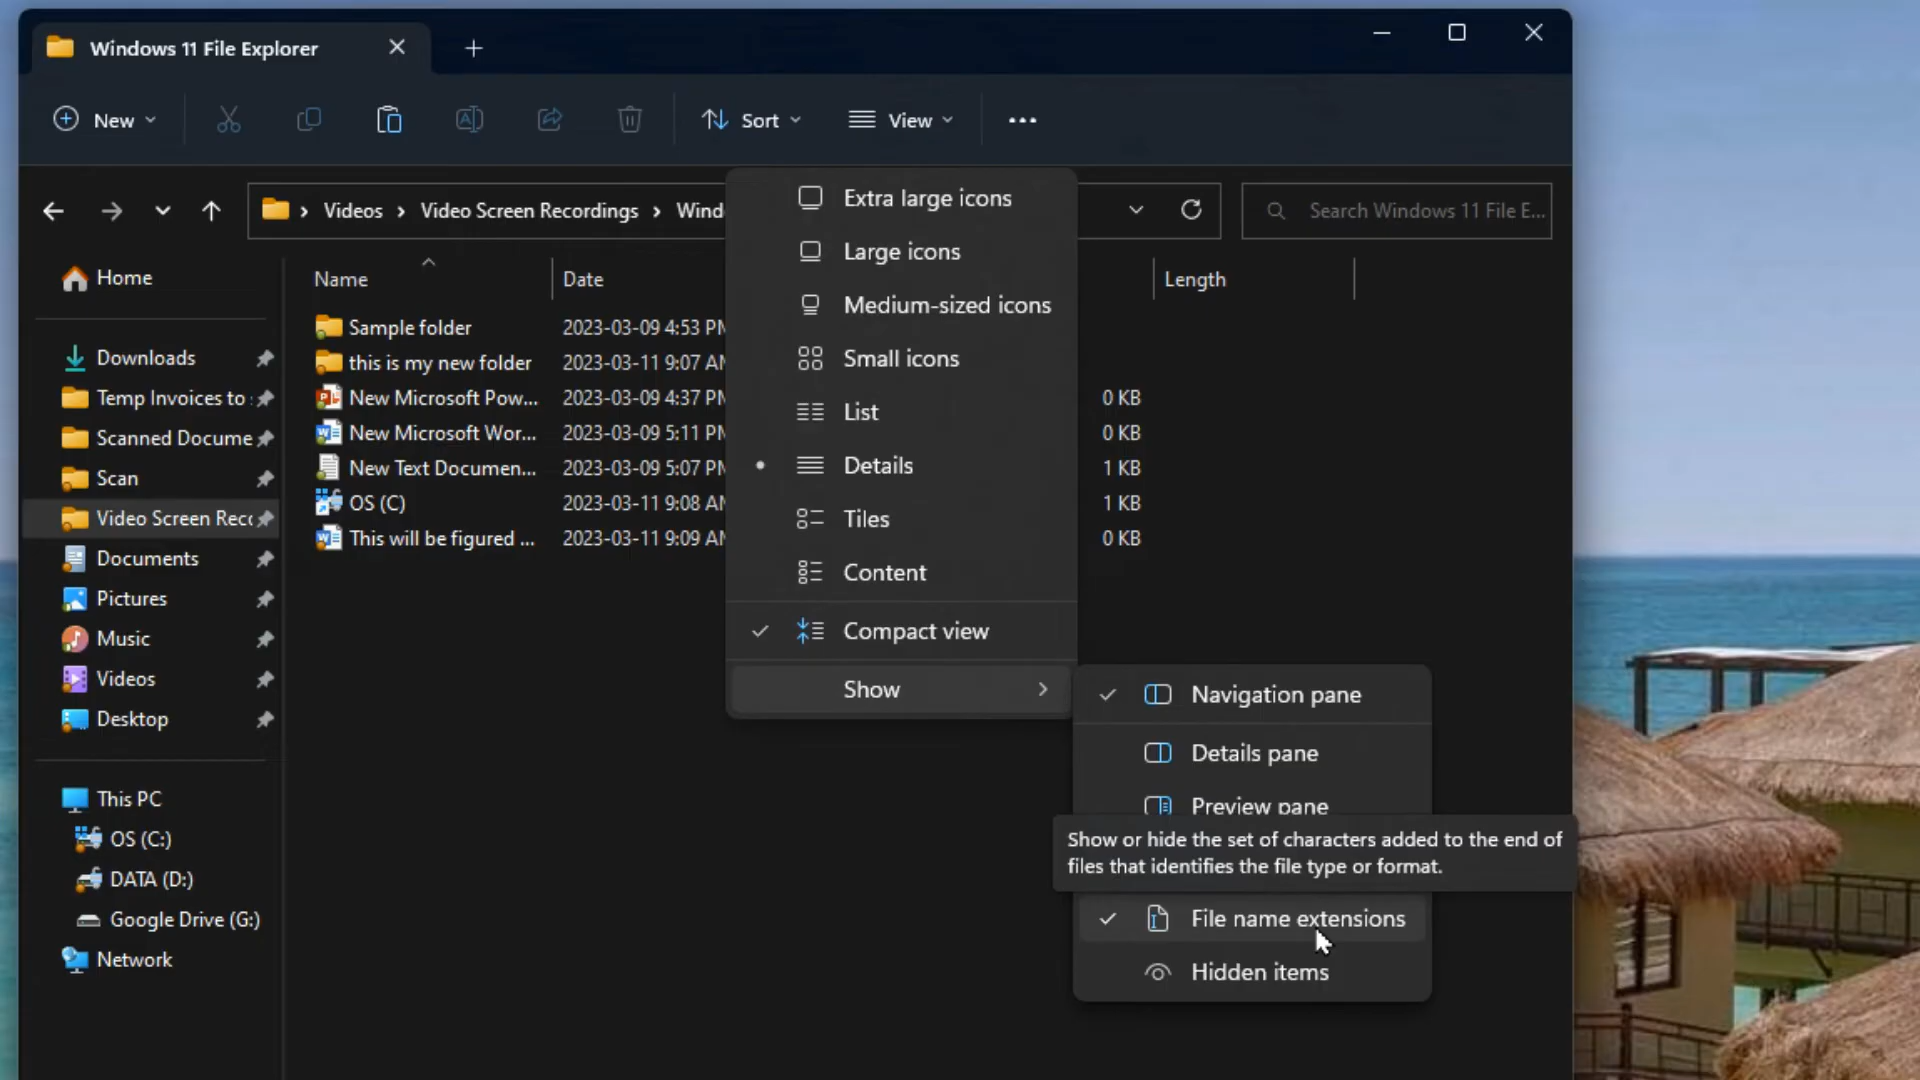 Windows 11 File Explorer
New
Sort
View
Videos > Video Screen Recordings > Wind
Search Windows 11 File E...
Name
Date
Length
Home
Downloads
Temp Invoices to
Scanned Docume
Scan
Video Screen Rec
Documents
Pictures
Music
Videos
Desktop
This PC
OS (C:)
DATA (D:)
Google Drive (G:)
Network
Sample folder 2023-03-09 4:53 PM
this is my new folder 2023-03-11 9:07 AM
New Microsoft Pow... 2023-03-09 4:37 PM 0 KB
New Microsoft Wor... 2023-03-09 5:11 PM 0 KB
New Text Documen... 2023-03-09 5:07 PM 1 KB
OS (C) 2023-03-11 9:08 AM 1 KB
This will be figured ... 2023-03-11 9:09 AM 0 KB
Extra large icons
Large icons
Medium-sized icons
Small icons
List
Details
Tiles
Content
Compact view
Show
Navigation pane
Details pane
Preview pane
Show or hide the set of characters added to the end of
files that identifies the file type or format.
File name extensions
Hidden items